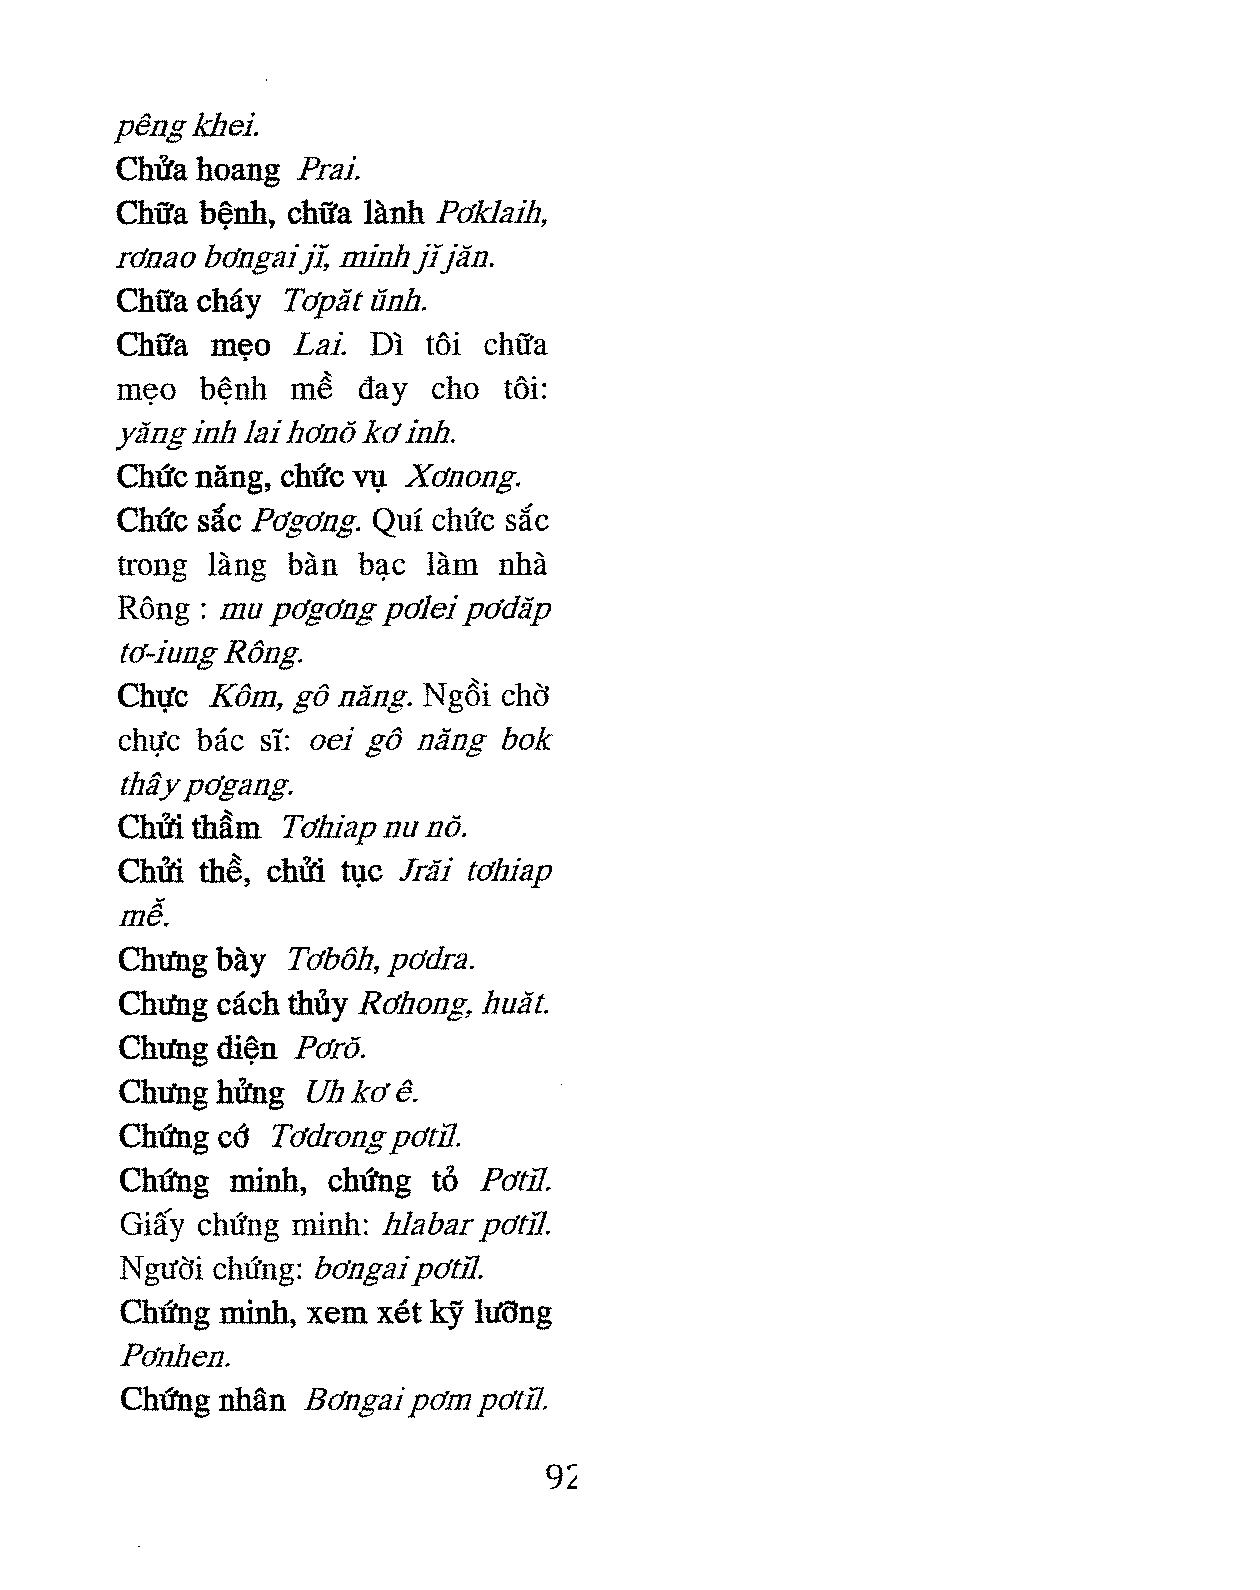 pêng khei.
Chửa hoang Prai.
Chữa bệnh, chữa lành Pơklaih,
rơnao bơngai jĭ, minh jĭ jăn.
Chữa cháy Tơpăt ŭnh.
Chữa mẹo Lai. Dì tôi chữa
mẹo bệnh mề đay cho tôi:
yăng inh lai hơnŏ kơ inh.
Chức năng, chức vụ Xơnong.
Chức sắc Pơgơng. Quí chức sắc
trong làng bàn bạc làm nhà
Rông : mu pơgơng pơlei pơdăp
tơ-iung Rông.
Chực Kôm, gô năng. Ngồi chờ
chực bác sĩ: oei gô năng bok
thây pơgang.
Chửi thầm Tơhiap nu nŏ.
Chửi thề, chửi tục Jrăi tơhiap
mê̆.
Chưng bày Tơbôh, pơdra.
Chưng cách thủy Rơhong, huăt.
Chưng diện Pơrŏ.
Chưng hửng Uh kơ ê.
Chứng cớ Tơdrong pơtĭl.
Chứng minh, chứng tỏ Pơtĭl.
Giấy chứng minh: hlabar pơtĭl.
Người chứng: bơngai pơtĭl.
Chứng minh, xem xét kỹ lưỡng
Pơnhen.
Chứng nhân Bơngai pơm pơtĭl.
92